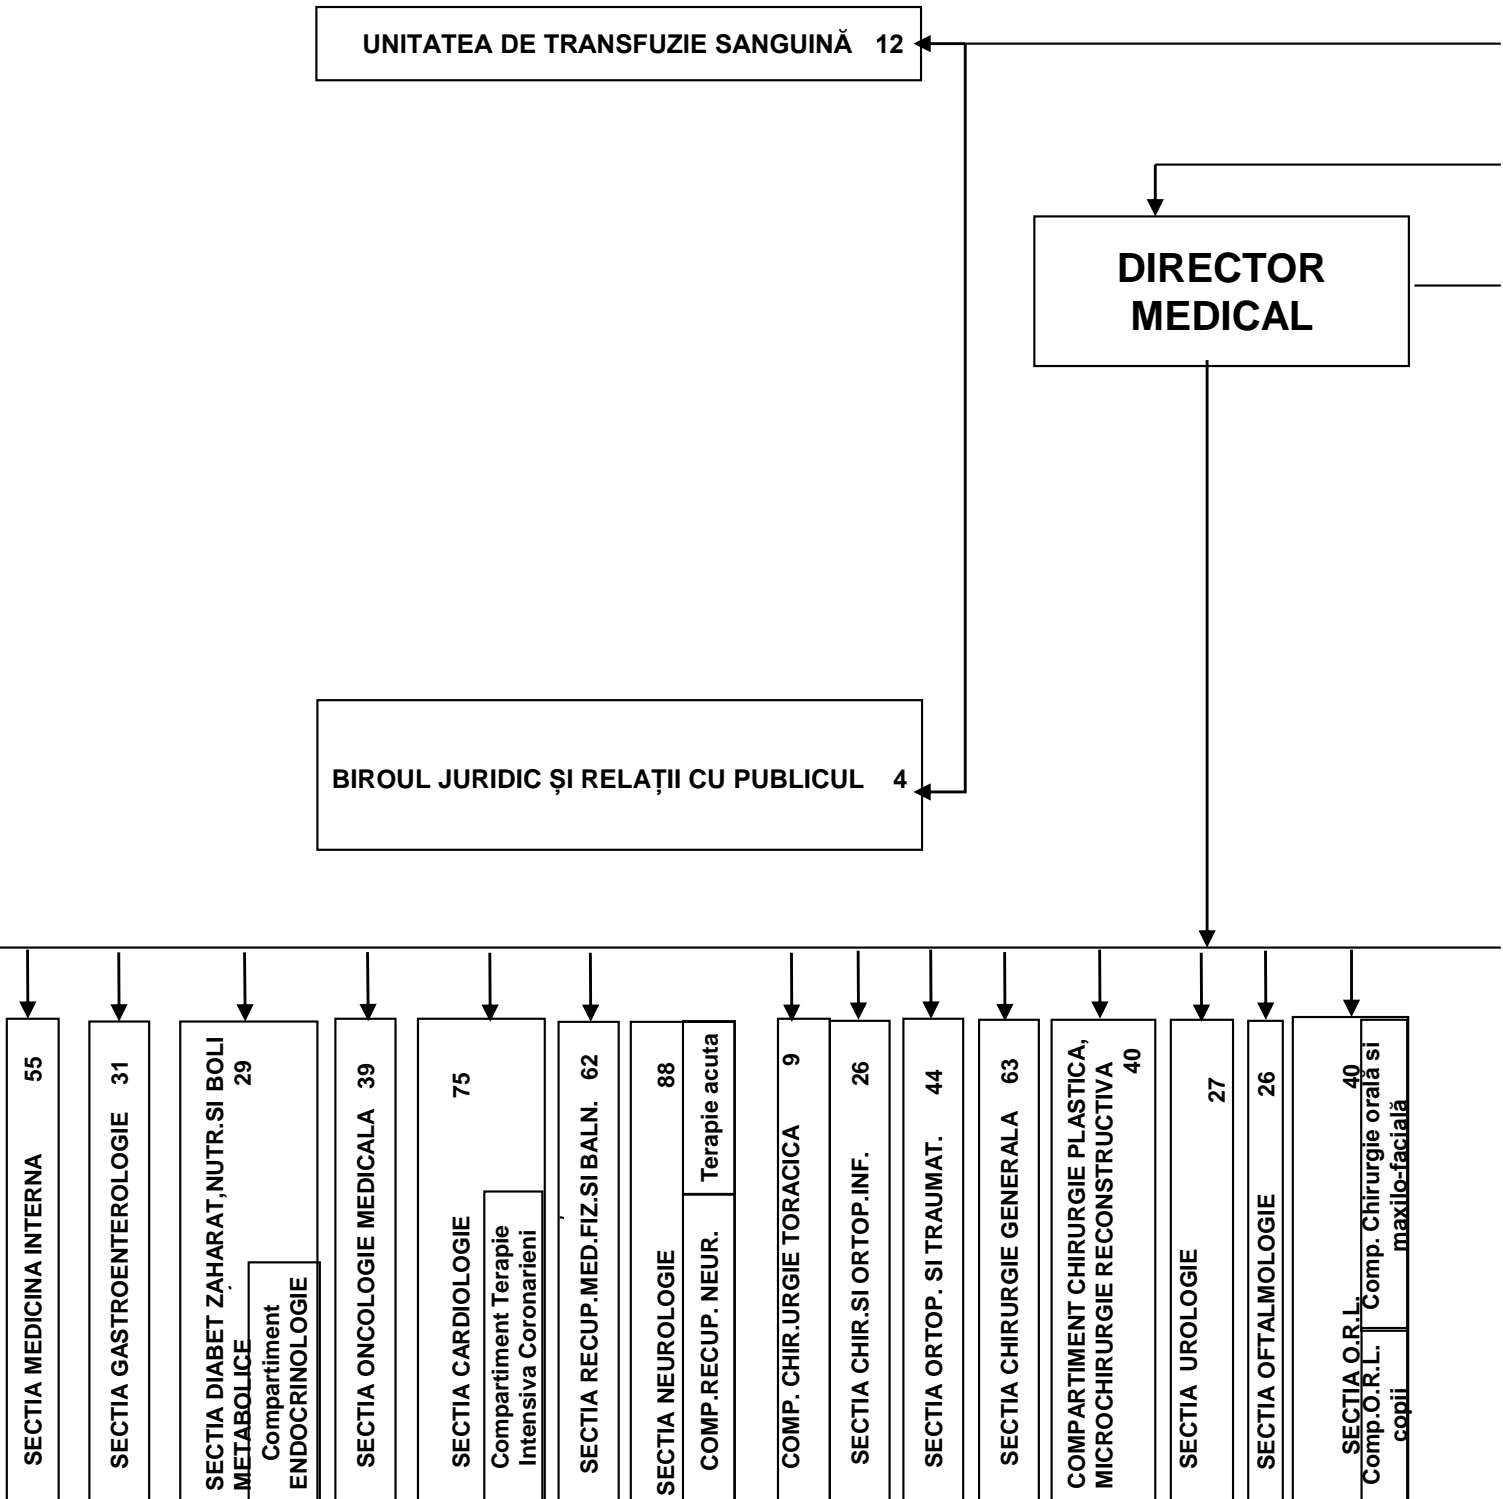 UNITATEA DE TRANSFUZIE SANGUINĂ 12
DIRECTOR
MEDICAL
BIROUL JURIDIC ȘI RELAȚII CU PUBLICUL 4
SECTIA MEDICINA INTERNA 55
SECTIA GASTROENTEROLOGIE 31
SECTIA DIABET ZAHARAT,NUTR.SI BOLI
METABOLICE 29
Compartiment
ENDOCRINOLOGIE
SECTIA ONCOLOGIE MEDICALA 39
SECTIA CARDIOLOGIE 75
Compartiment Terapie
Intensiva Coronarieni
SECTIA RECUP.MED.FIZ.SI BALN. 62
SECTIA NEUROLOGIE 88
COMP.RECUP. NEUR.
Terapie acuta
COMP. CHIR.URGIE TORACICA 9
SECTIA CHIR.SI ORTOP.INF. 26
SECTIA ORTOP. SI TRAUMAT. 44
SECTIA CHIRURGIE GENERALA 63
COMPARTIMENT CHIRURGIE PLASTICA,
MICROCHIRURGIE RECONSTRUCTIVA
40
SECTIA UROLOGIE 27
SECTIA OFTALMOLOGIE 26
SECTIA O.R.L. 40
Comp.O.R.L.
copii
Comp. Chirurgie orală si
maxilo-facială